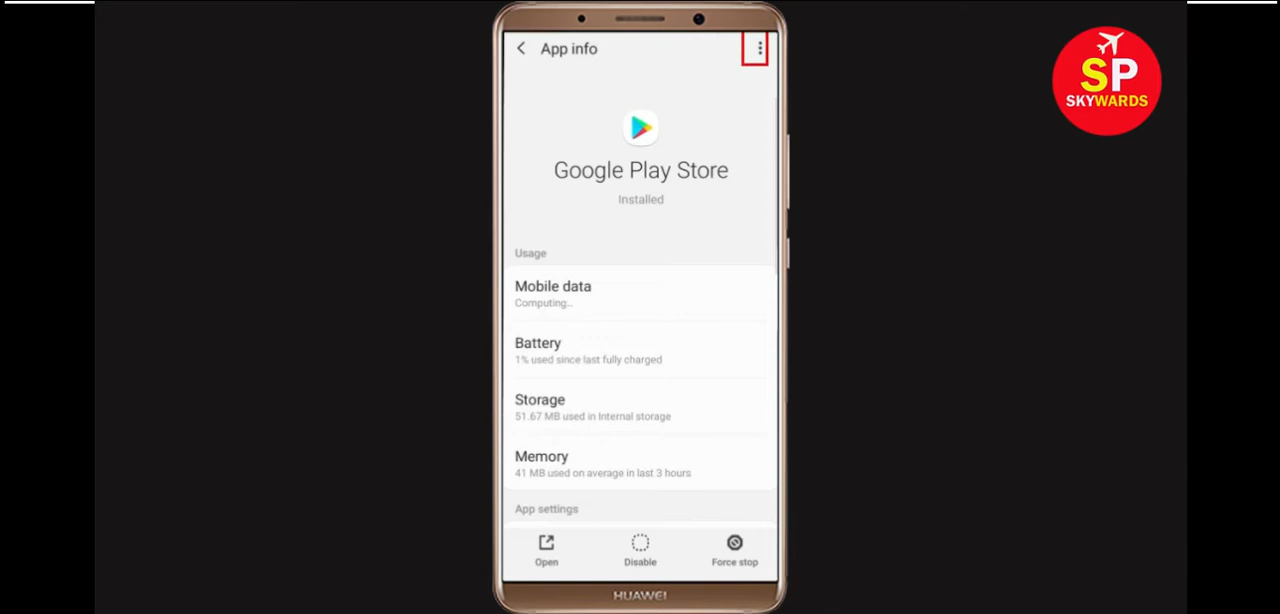 App info
SP
SKYWARDS
Google Play Store
Installed
Usage
Mobile data
Computing...
Battery
1% used since last fully charged
Storage
51.67 MB used in Internal storage
Memory
41 MB used on average in last 3 hours
App settings
Open
Disable
Force stop
HUAWEI